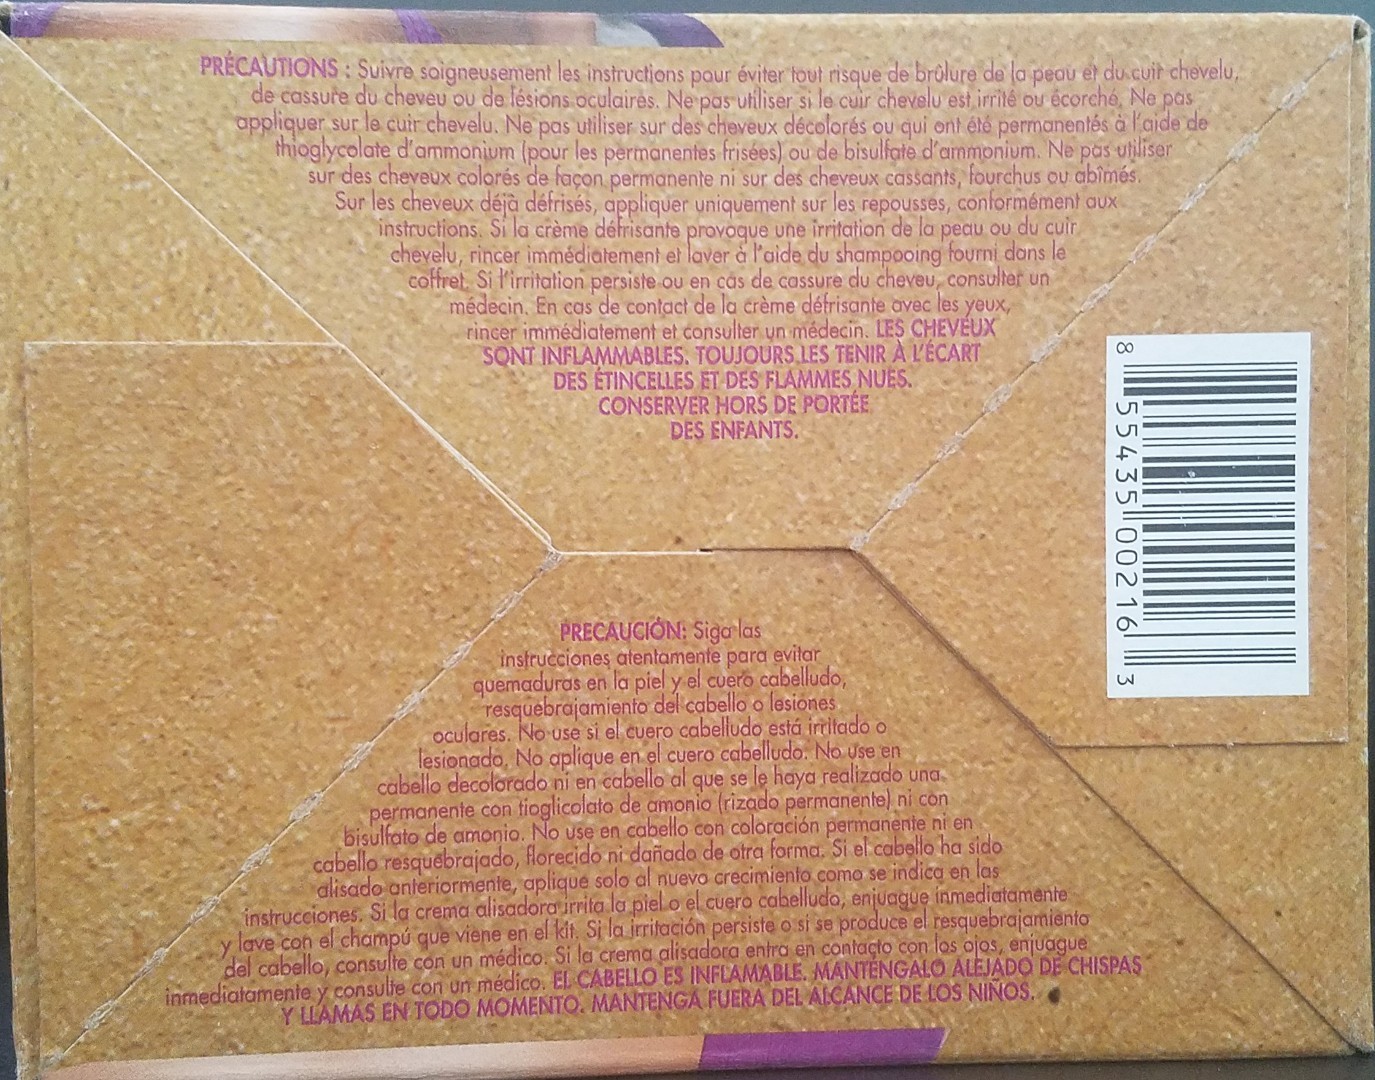 PRÉCAUTIONS : Suivre soigneusement les instructions pour éviter tout risque de brûlure de la peau et du cuir chevelu,
de cassure du cheveu ou de lésions oculaires. Ne pas utiliser si le cuir chevelu est irrité ou écorché. Ne pas
appliquer sur le cuir chevelu. Ne pas utiliser sur des cheveux décolorés ou qui ont été permanentés à l'aide de
thioglycolate d'ammonium (pour les permanentes frisées) ou de bisulfate d'ammonium. Ne pas utiliser
sur des cheveux colorés de façon permanente ni sur des cheveux cassants, fourchus ou abîmés.
Sur les cheveux déjà défrisés, appliquer uniquement sur les repousses, conformément aux
instructions. Si la crème défrisante provoque une irritation de la peau ou du cuir
chevelu, rincer immédiatement et laver à l'aide du shampooing fourni dans le
coffret. Si l'irritation persiste ou en cas de cassure du cheveu, consulter un
médecin. En cas de contact de la crème défrisante avec les yeux,
rincer immédiatement et consulter un médecin. LES CHEVEUX
SONT INFLAMMABLES. TOUJOURS LES TENIR À L'ÉCART
DES ÉTINCELLES ET DES FLAMMES NUES.
CONSERVER HORS DE PORTÉE
DES ENFANTS.
8 55435 00216 3
PRECAUCIÓN: Siga las
instrucciones atentamente para evitar
quemaduras en la piel y el cuero cabelludo,
resquebrajamiento del cabello o lesiones
oculares. No use si el cuero cabelludo está irritado o
lesionado. No aplique en el cuero cabelludo. No use en
cabello decolorado ni en cabello al que se le haya realizado una
permanente con tioglicolato de amonio (rizado permanente) ni con
bisulfato de amonio. No use en cabello con coloración permanente ni en
cabello resquebrajado, florecido ni dañado de otra forma. Si el cabello ha sido
alisado anteriormente, aplique solo al nuevo crecimiento como se indica en las
instrucciones. Si la crema alisadora irrita la piel o el cuero cabelludo, enjuague inmediatamente
y lave con el champú que viene en el kit. Si la irritación persiste o si se produce el resquebrajamiento
del cabello, consulte con un médico. Si la crema alisadora entra en contacto con los ojos, enjuague
inmediatamente y consulte con un médico. EL CABELLO ES INFLAMABLE. MANTÉNGALO ALEJADO DE CHISPAS
Y LLAMAS EN TODO MOMENTO. MANTENGA FUERA DEL ALCANCE DE LOS NIÑOS.